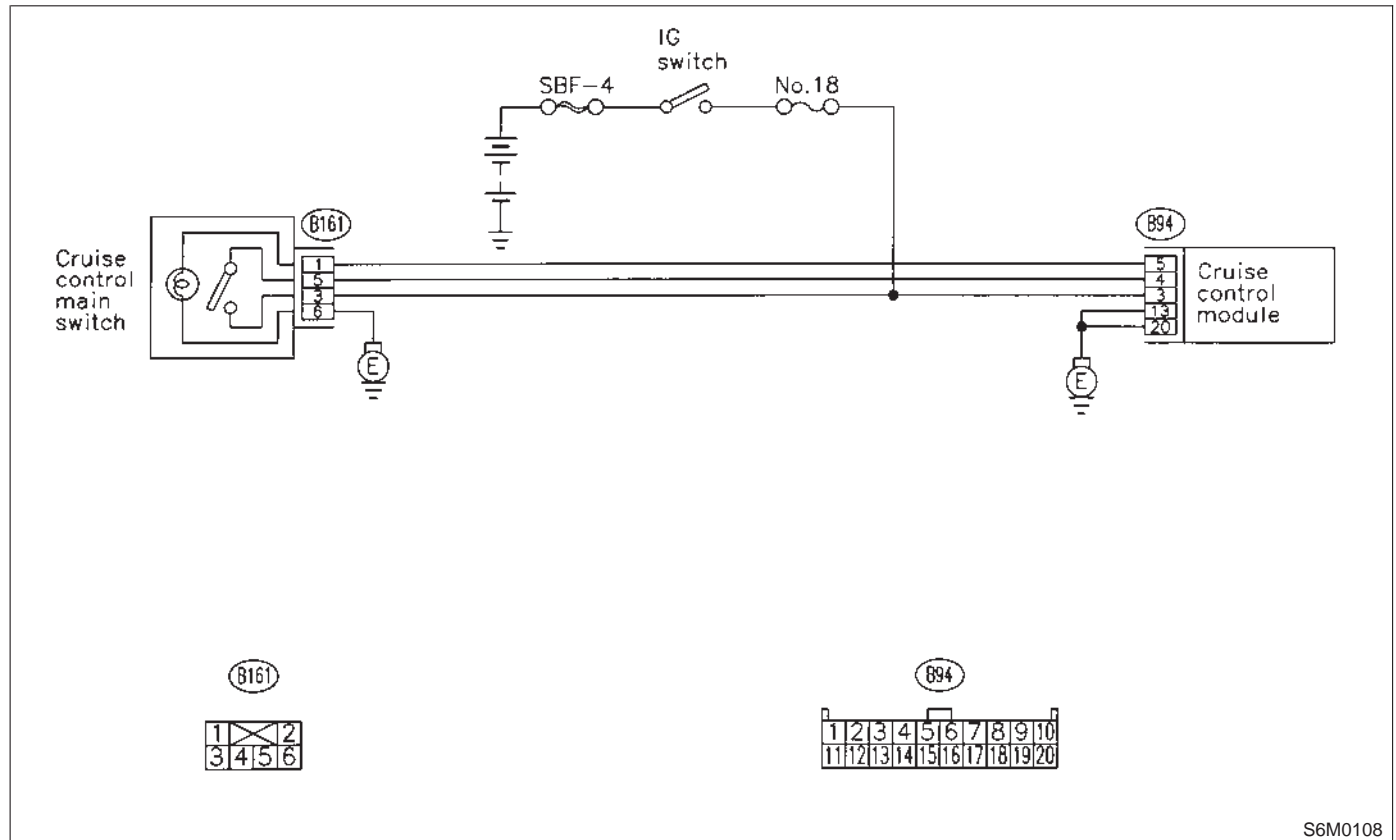 IG
switch
SBF-4
No.18
B161
B94
Cruise
control
main
switch
1
5
3
6
5
4
3
13
20
Cruise
control
module
E
E
B161
1 2
3 4 5 6
B94
1 2 3 4 5 6 7 8 9 10
11 12 13 14 15 16 17 18 19 20
S6M0108